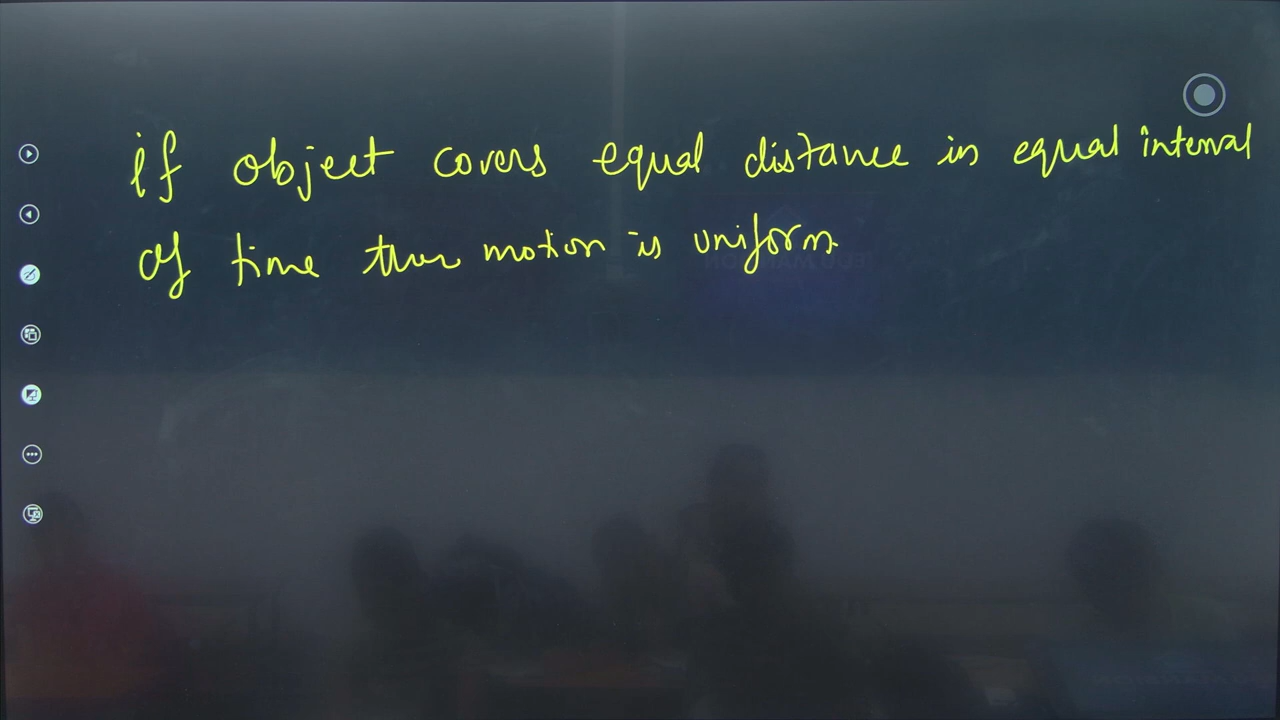 if object covers equal distance in equal interval
of time then motion is uniform.